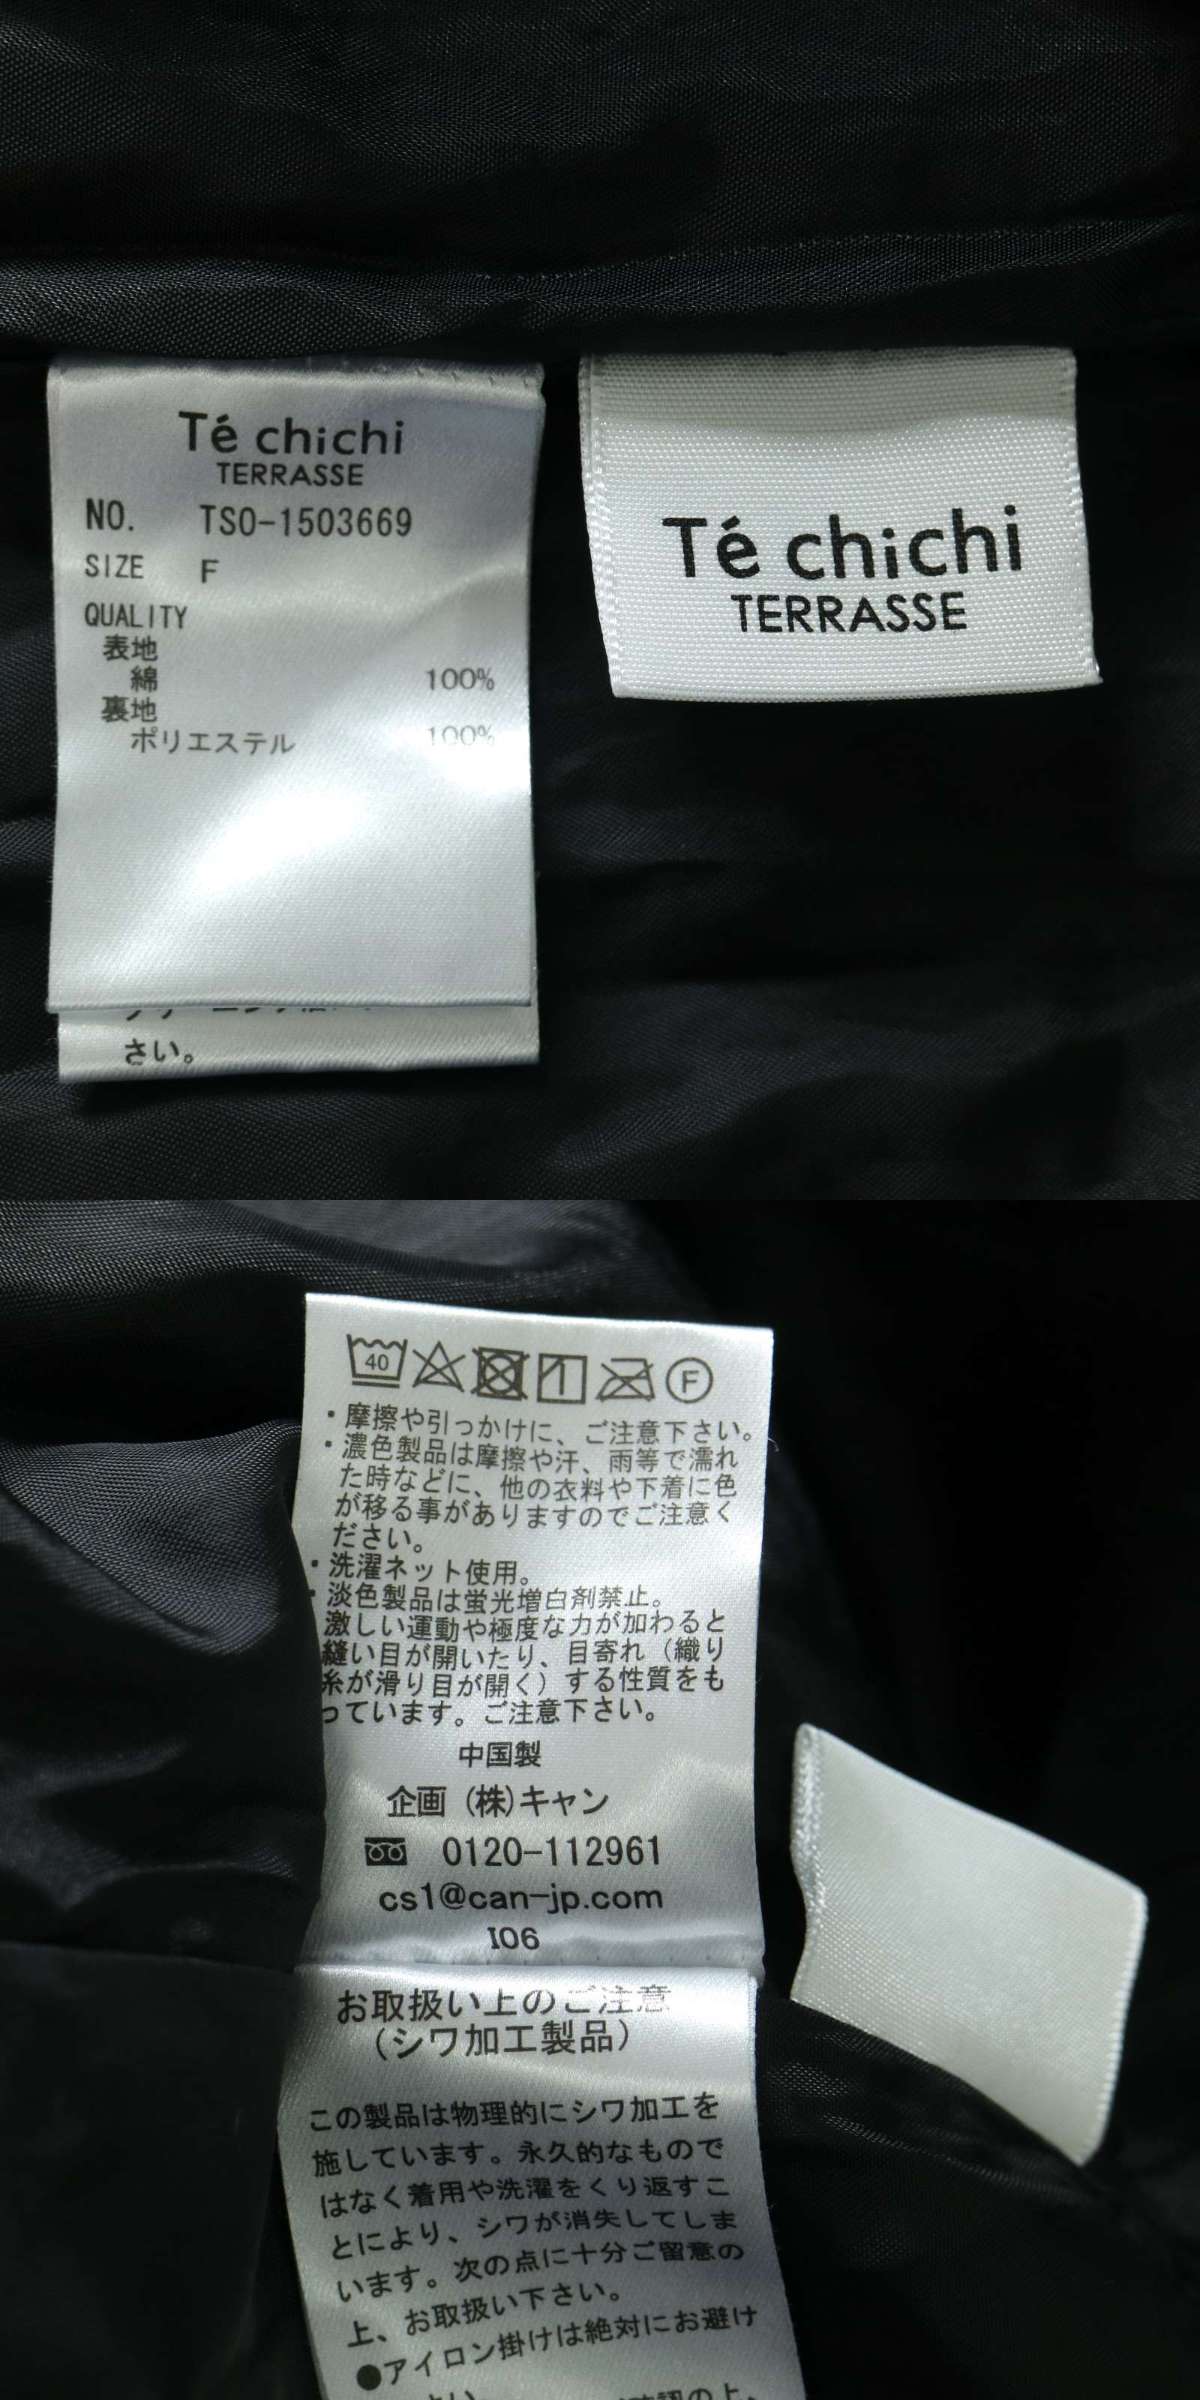 Té chichi
TERRASSE
NO. TSO-1503669
SIZE F
QUALITY
表地
綿 100%
裏地
ポリエステル 100%
さい。
Té chichi
TERRASSE
40
F
・摩擦や引っかけに、ご注意下さい。
・濃色製品は摩擦や汗、雨等で濡れ
た時などに、他の衣料や下着に色
が移る事がありますのでご注意く
ださい。
・洗濯ネット使用。
・淡色製品は蛍光増白剤禁止。
激しい運動や極度な力が加わると
縫い目が開いたり、目寄れ（織り
糸が滑り目が開く）する性質をも
っています。ご注意下さい。
中国製
企画（株）キャン
0120-112961
cs1@can-jp.com
I06
お取扱い上のご注意
（シワ加工製品）
この製品は物理的にシワ加工を
施しています。永久的なもので
はなく着用や洗濯をくり返すこ
とにより、シワが消失してしま
います。次の点に十分ご留意の
上、お取扱い下さい。
●アイロン掛けは絶対にお避け
の上、